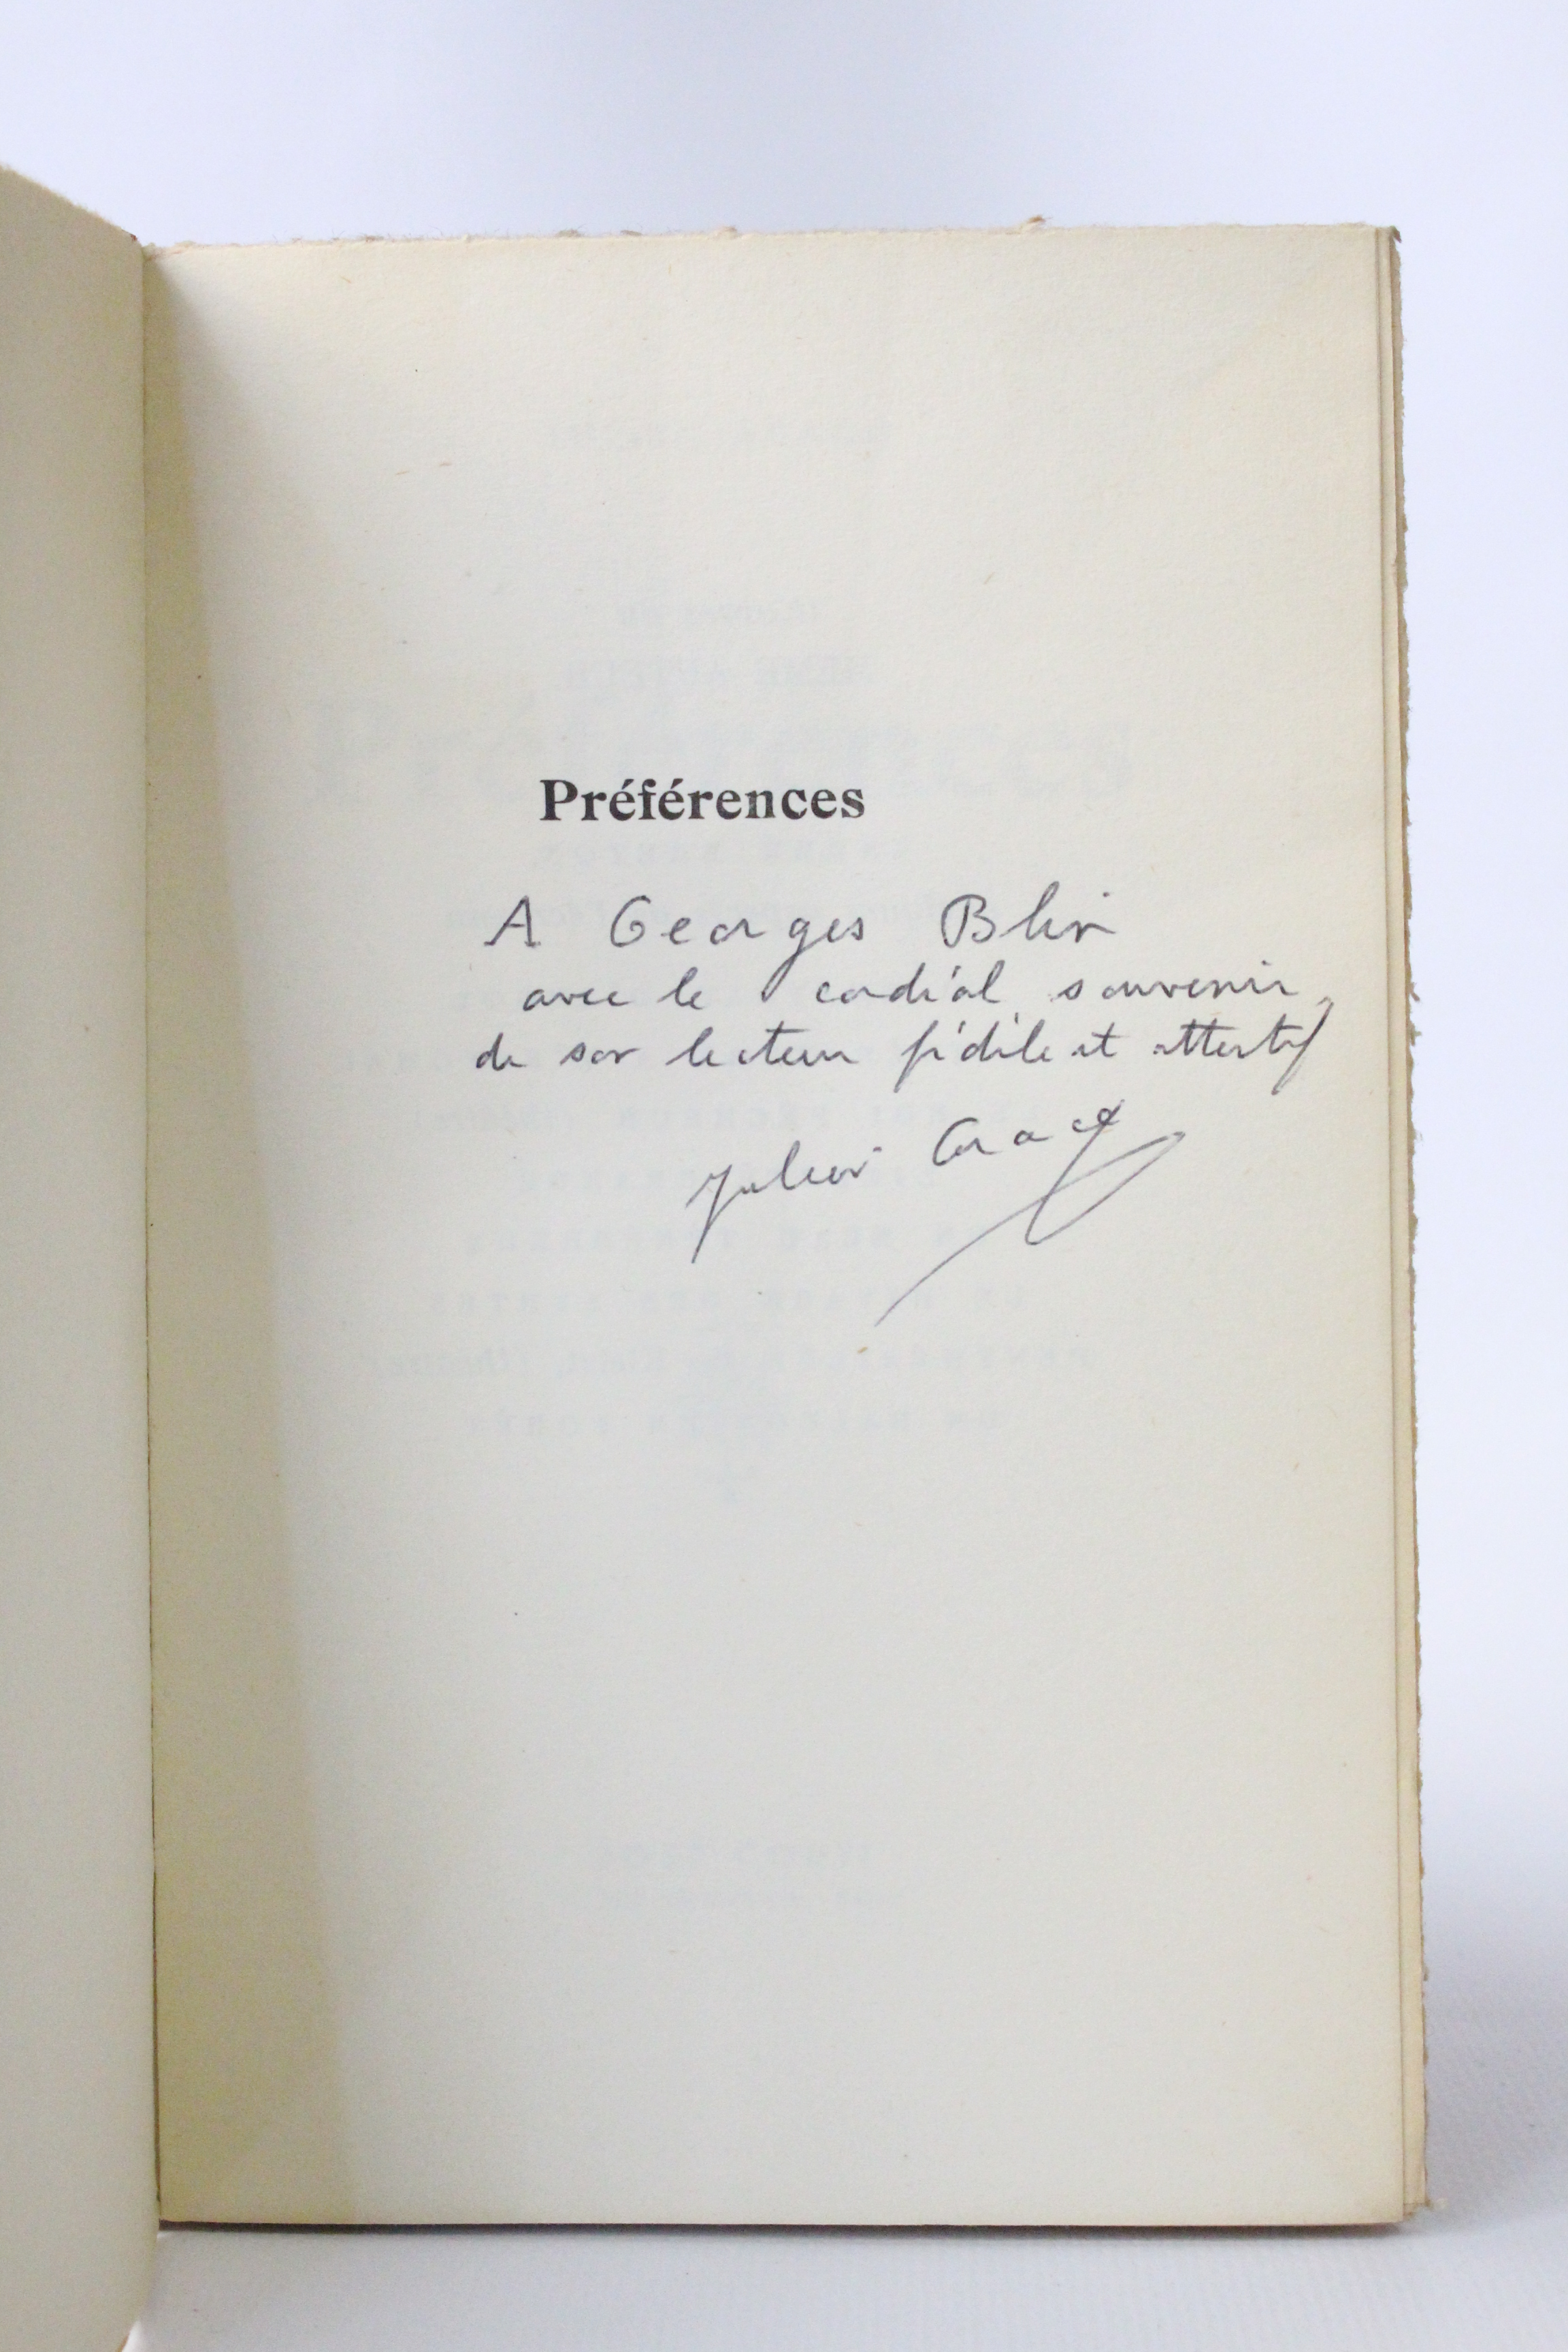 Préférences
A Georges Blin
avec le cordial souvenir
de son lecteur fidèle et attentif
Julien Gracq